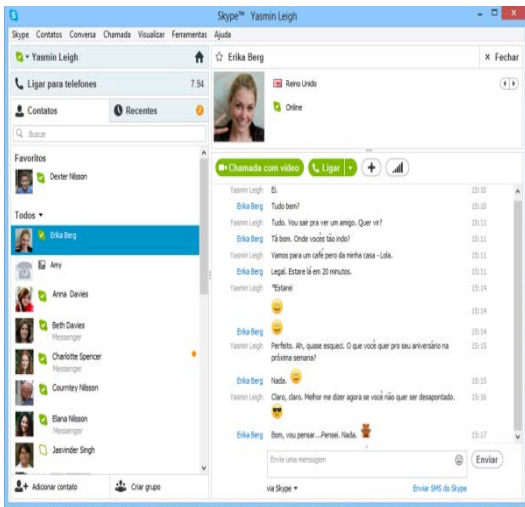 Skype™ Yasmin Leigh
Skype Contatos Conversa Chamada Visualizar Ferramentas Ajuda
Yasmin Leigh
Ligar para telefones 7.94
Contatos
Recentes 2
Buscar
Favoritos
Dexter Nilsson
Todos
Erika Berg
Amy
Anna Davies
Beth Davies
Messenger
Charlotte Spencer
Messenger
Courntey Nilsson
Elana Nilsson
Messenger
Jasvinder Singh
Adicionar contato
Criar grupo
Erika Berg
× Fechar
Reino Unido
Online
Chamada com vídeo
Ligar
Yasmin Leigh Ei. 15:10
Erika Berg Tudo bem? 15:10
Yasmin Leigh Tudo. Vou sair pra ver um amigo. Quer vir? 15:11
Erika Berg Tá bom. Onde vocês tão indo? 15:11
Yasmin Leigh Vamos para um café pero da minha casa - Lola. 15:11
Erika Berg Legal. Estare lá em 20 minutos. 15:11
Yasmin Leigh *Estarei 15:14
15:14
Erika Berg 15:14
Yasmin Leigh Perfeito. Ah, quase esqueci. O que você quer pro seu aniversário na 15:15
próxima semana?
Erika Berg Nada. 15:15
Yasmin Leigh Claro, claro. Melhor me dizer agora se você não quer ser desapontado. 15:16
Erika Berg Bom, vou pensar...Pensei. Nada. 15:17
Envie uma mensagem
Enviar
via Skype
Enviar SMS do Skype